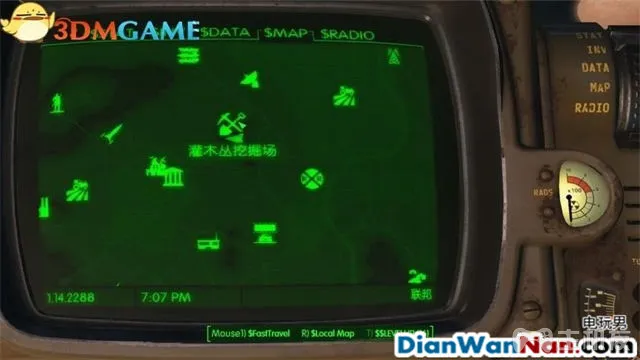 3DMGAME
$DATA $MAP $RADIO
STAT
INV
DATA
MAP
RADIO
灌木丛挖掘场
RADS
x100
1.14.2288 7:07 PM 联邦
Mouse1) $FastTravel R) $Local Map
电玩男
DianWanNan.com